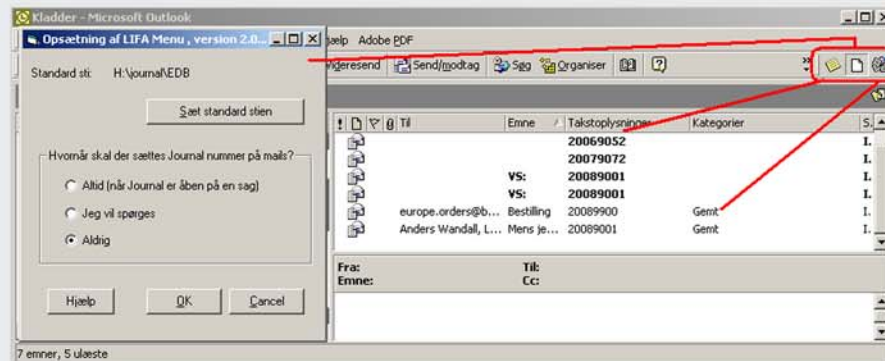 Kladder - Microsoft Outlook
Opsætning af LIFA Menu , version 2.0...
ælp Adobe PDF
Standard sti: H:\journal\EDB
Sæt standard stien
Hvornår skal der sættes Journal nummer på mails?
Altid (når Journal er åben på en sag)
Jeg vil spørges
Aldrig
Hjælp OK Cancel
deresend Send/modtag Søg Organiser
! Til Emne Takstoplysninger Kategorier S.
20069052 I.
20079072 I.
VS: 20089001 I.
VS: 20089001 I.
europe.orders@b... Bestilling 20089900 Gemt I.
Anders Wandall, L... Mens je... 20089001 Gemt I.
Fra: Til:
Emne: Cc:
7 emner, 5 ulæste